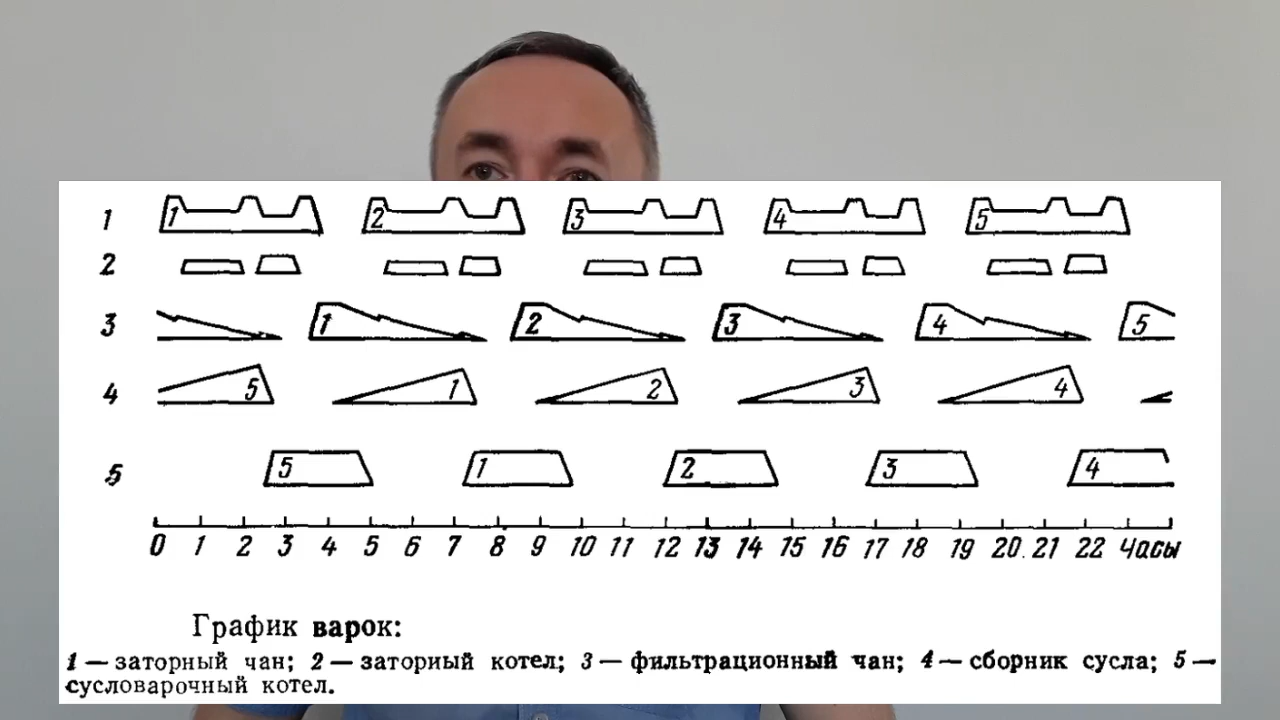 1 1 2 3 4 5
2
3 1 2 3 4 5
4 5 1 2 3 4
5 5 1 2 3 4
0 1 2 3 4 5 6 7 8 9 10 11 12 13 14 15 16 17 18 19 20 21 22 Часы
График варок:
1 — заторный чан; 2 — заторный котел; 3 — фильтрационный чан; 4 — сборник сусла; 5 —
сусловарочный котел.